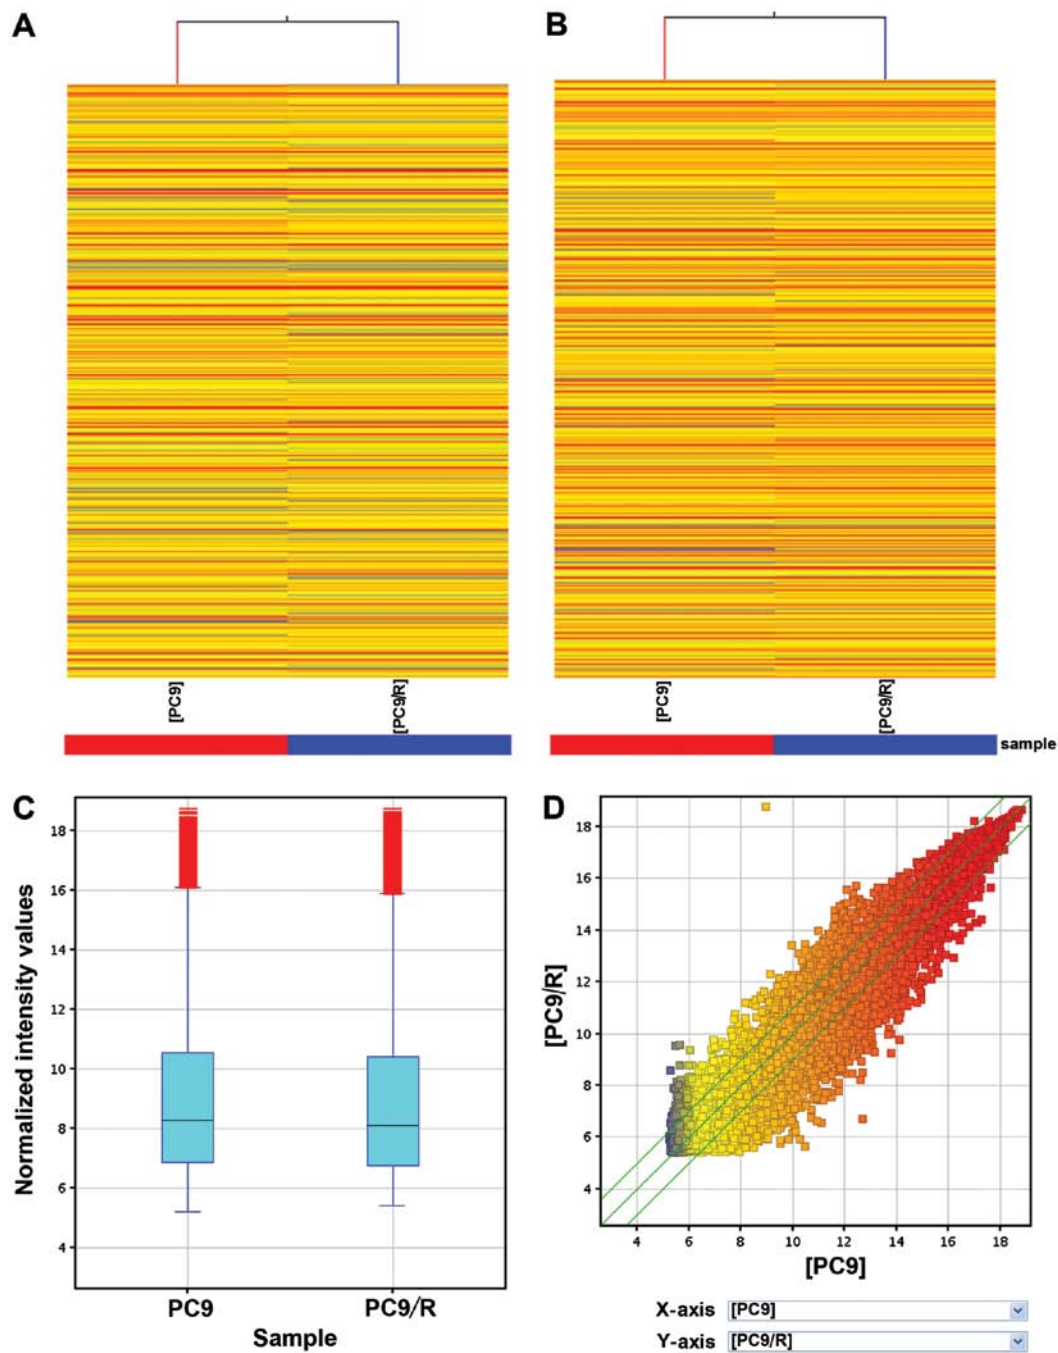 A
B
[PC9]
[PC9/R]
[PC9]
[PC9/R]
sample
C
D
Normalized intensity values
18
16
14
12
10
8
6
4
PC9
PC9/R
Sample
[PC9/R]
18
16
14
12
10
8
6
4
4
6
8
10
12
14
16
18
[PC9]
X-axis [PC9]
Y-axis [PC9/R]